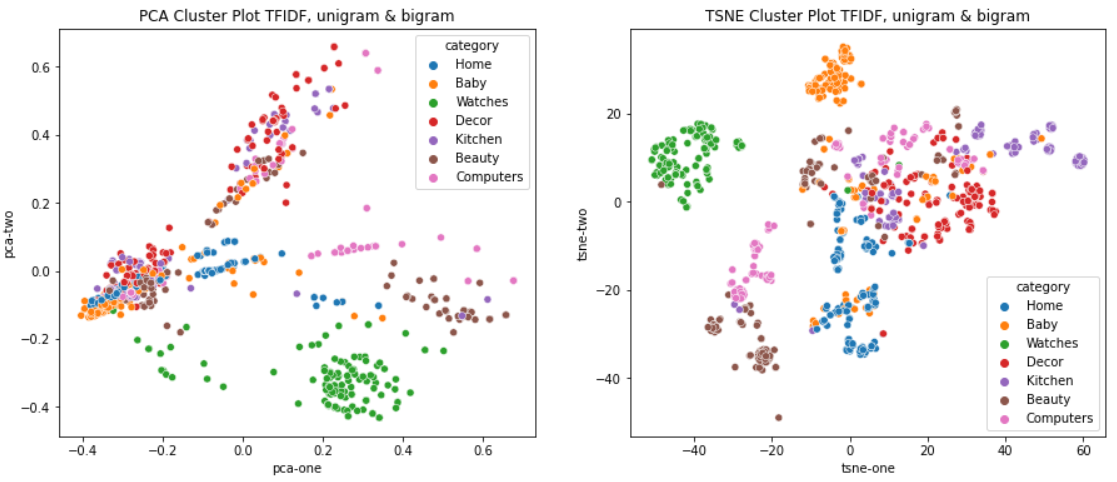 PCA Cluster Plot TFIDF, unigram & bigram
category
Home
Baby
Watches
Decor
Kitchen
Beauty
Computers
0.6
0.4
0.2
0.0
−0.2
−0.4
pca-two
−0.4
−0.2
0.0
0.2
0.4
0.6
pca-one
TSNE Cluster Plot TFIDF, unigram & bigram
20
0
−20
−40
tsne-two
category
Home
Baby
Watches
Decor
Kitchen
Beauty
Computers
−40
−20
0
20
40
60
tsne-one